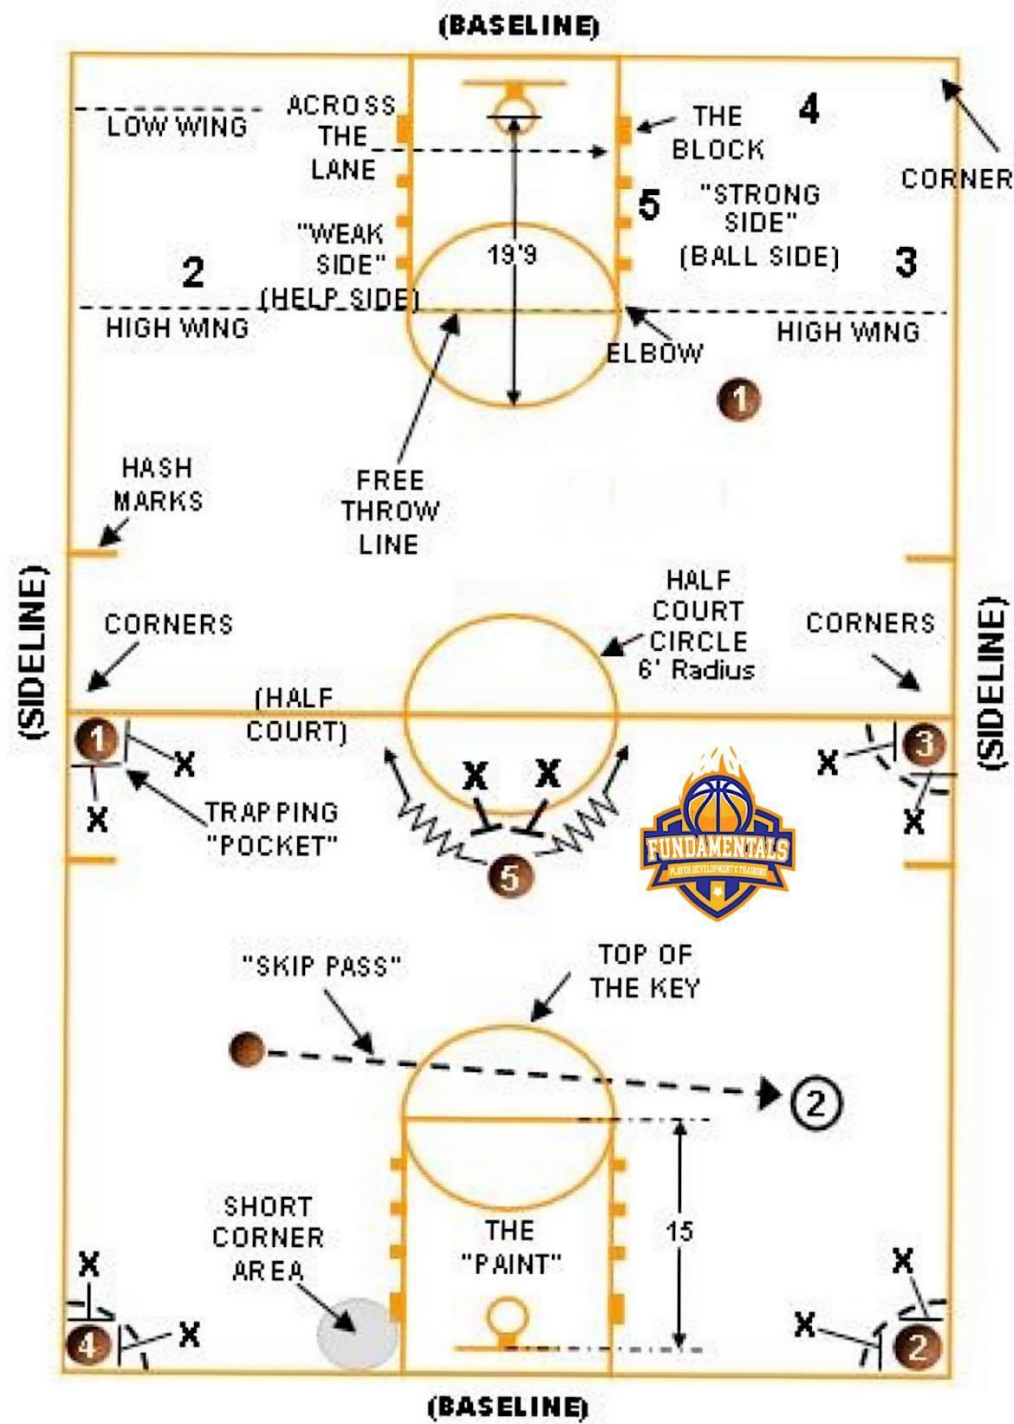 (BASELINE)
ACROSS
THE
LANE
LOW WING
THE
BLOCK
4
CORNER
"WEAK
SIDE"
(HELP SIDE)
2
19'9
5
"STRONG
SIDE"
(BALL SIDE)
3
HIGH WING
ELBOW
HIGH WING
1
HASH
MARKS
FREE
THROW
LINE
(SIDELINE)
CORNERS
HALF
COURT
CIRCLE
6' Radius
CORNERS
(SIDELINE)
(HALF
COURT)
1
X
X
TRAPPING
"POCKET"
X
X
5
X
3
X
FUNDAMENTALS
PLAYER DEVELOPMENT & TRAINING
"SKIP PASS"
TOP OF
THE KEY
2
SHORT
CORNER
AREA
THE
"PAINT"
15
X
4
X
X
X
2
(BASELINE)